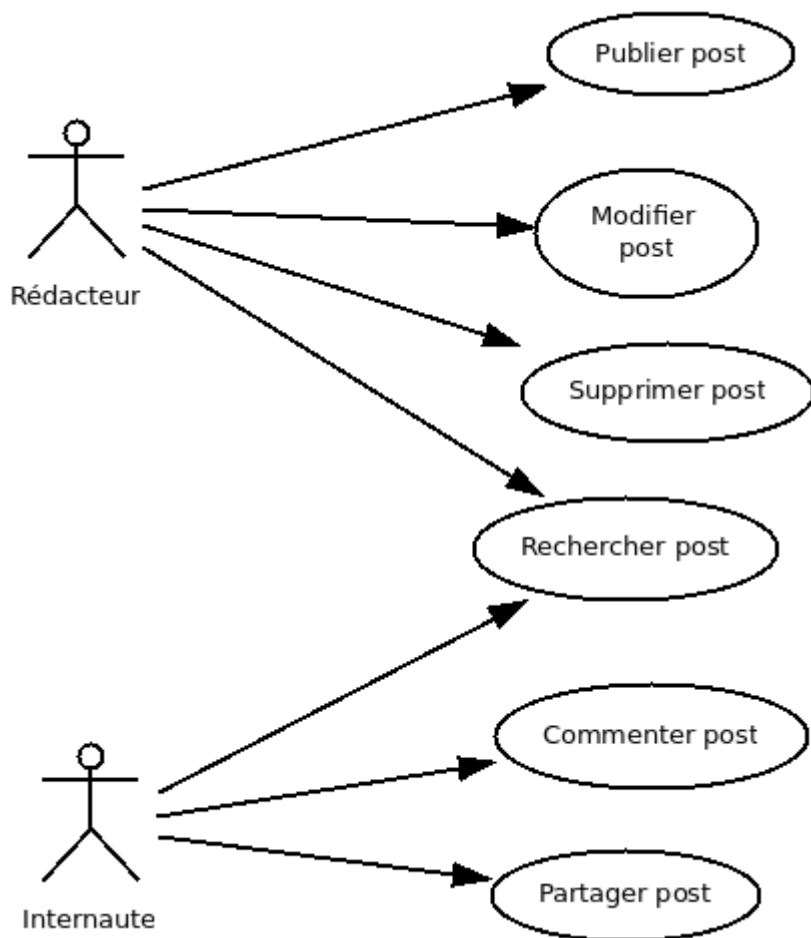 Publier post
Modifier
post
Rédacteur
Supprimer post
Rechercher post
Commenter post
Partager post
Internaute